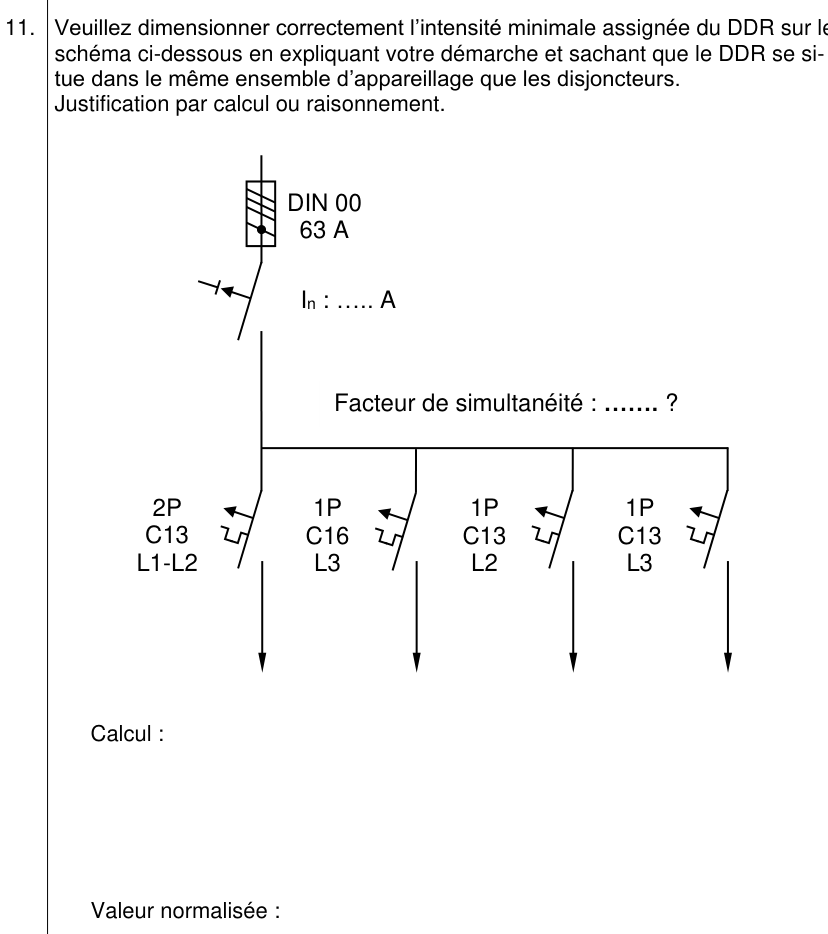 11. Veuillez dimensionner correctement l'intensité minimale assignée du DDR sur le
schéma ci-dessous en expliquant votre démarche et sachant que le DDR se si-
tue dans le même ensemble d'appareillage que les disjoncteurs.
Justification par calcul ou raisonnement.
DIN 00
63 A
In : ..... A
Facteur de simultanéité : ....... ?
2P
C13
L1-L2
1P
C16
L3
1P
C13
L2
1P
C13
L3
Calcul :
Valeur normalisée :